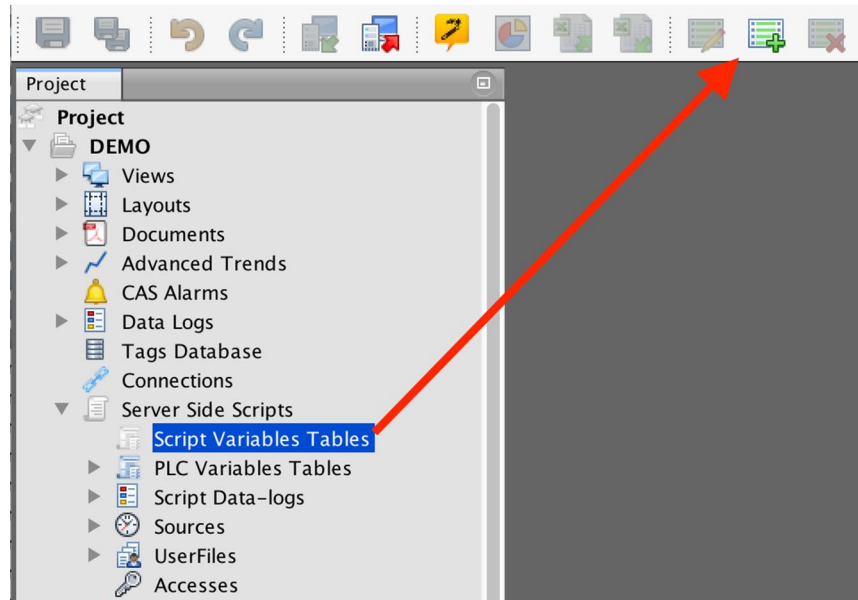 Project
Project
DEMO
Views
Layouts
Documents
Advanced Trends
CAS Alarms
Data Logs
Tags Database
Connections
Server Side Scripts
Script Variables Tables
PLC Variables Tables
Script Data-logs
Sources
UserFiles
Accesses